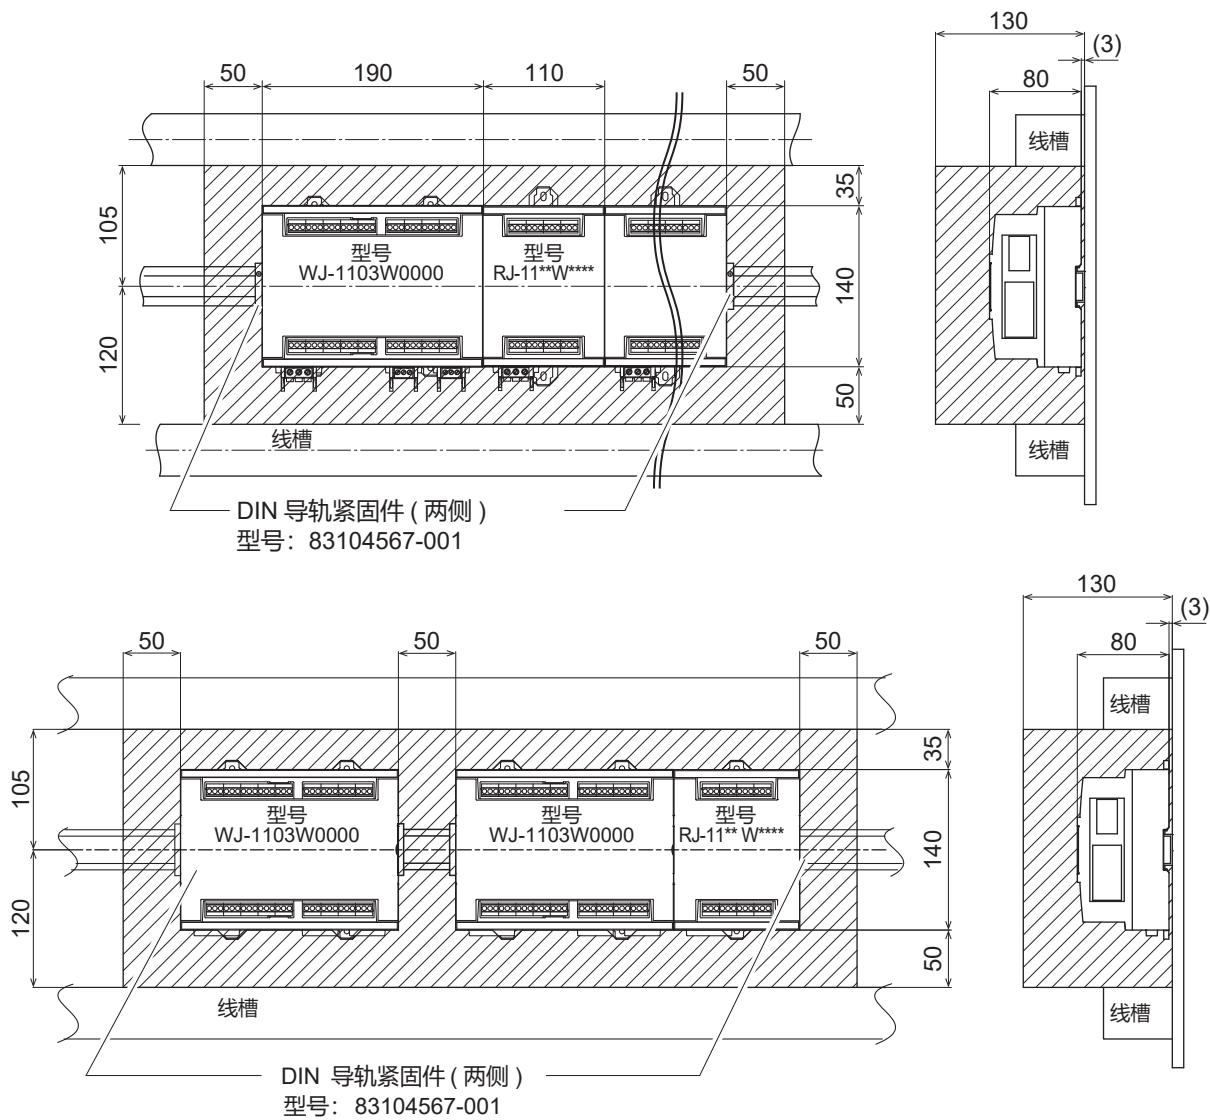 130
(3)
50
190
110
50
80
线槽
35
105
型号
WJ-1103W0000
型号
RJ-11**W****
140
120
50
线槽
线槽
DIN 导轨紧固件 ( 两侧 )
型号：83104567-001
130
(3)
50
50
50
80
线槽
35
105
型号
WJ-1103W0000
型号
WJ-1103W0000
型号
RJ-11** W****
140
120
50
线槽
线槽
DIN 导轨紧固件 ( 两侧 )
型号：83104567-001